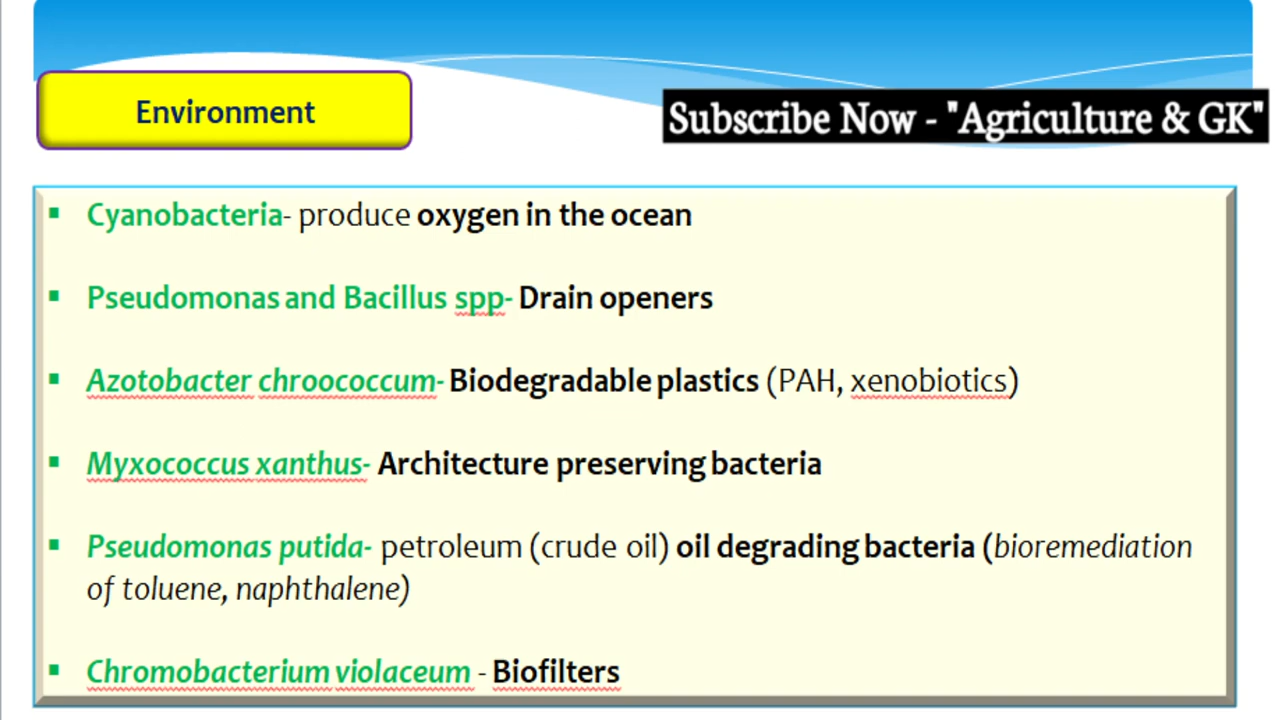 Environment
Subscribe Now - "Agriculture & GK"
▪ Cyanobacteria- produce oxygen in the ocean
▪ Pseudomonas and Bacillus spp- Drain openers
▪ Azotobacter chroococcum- Biodegradable plastics (PAH, xenobiotics)
▪ Myxococcus xanthus- Architecture preserving bacteria
▪ Pseudomonas putida- petroleum (crude oil) oil degrading bacteria (bioremediation
of toluene, naphthalene)
▪ Chromobacterium violaceum - Biofilters